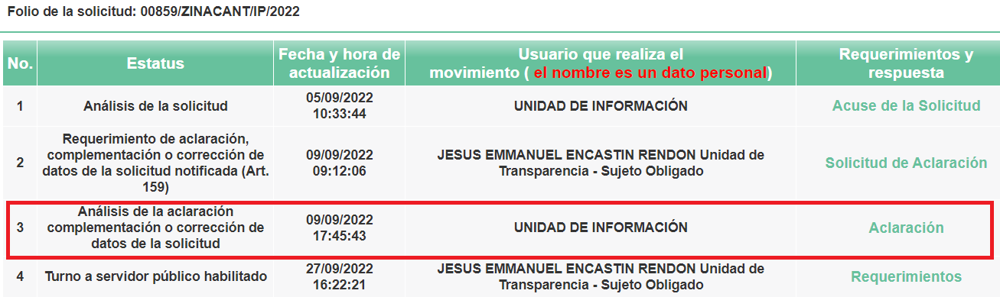 Folio de la solicitud: 00859/ZINACANT/IP/2022
No.
Estatus
Fecha y hora de
actualización
Usuario que realiza el
movimiento ( el nombre es un dato personal)
Requerimientos y
respuesta
1
Análisis de la solicitud
05/09/2022
10:33:44
UNIDAD DE INFORMACIÓN
Acuse de la Solicitud
2
Requerimiento de aclaración,
complementación o corrección de
datos de la solicitud notificada (Art.
159)
09/09/2022
09:12:06
JESUS EMMANUEL ENCASTIN RENDON Unidad de
Transparencia - Sujeto Obligado
Solicitud de Aclaración
3
Análisis de la aclaración
complementación o corrección de
datos de la solicitud
09/09/2022
17:45:43
UNIDAD DE INFORMACIÓN
Aclaración
4
Turno a servidor público habilitado
27/09/2022
16:22:21
JESUS EMMANUEL ENCASTIN RENDON Unidad de
Transparencia - Sujeto Obligado
Requerimientos